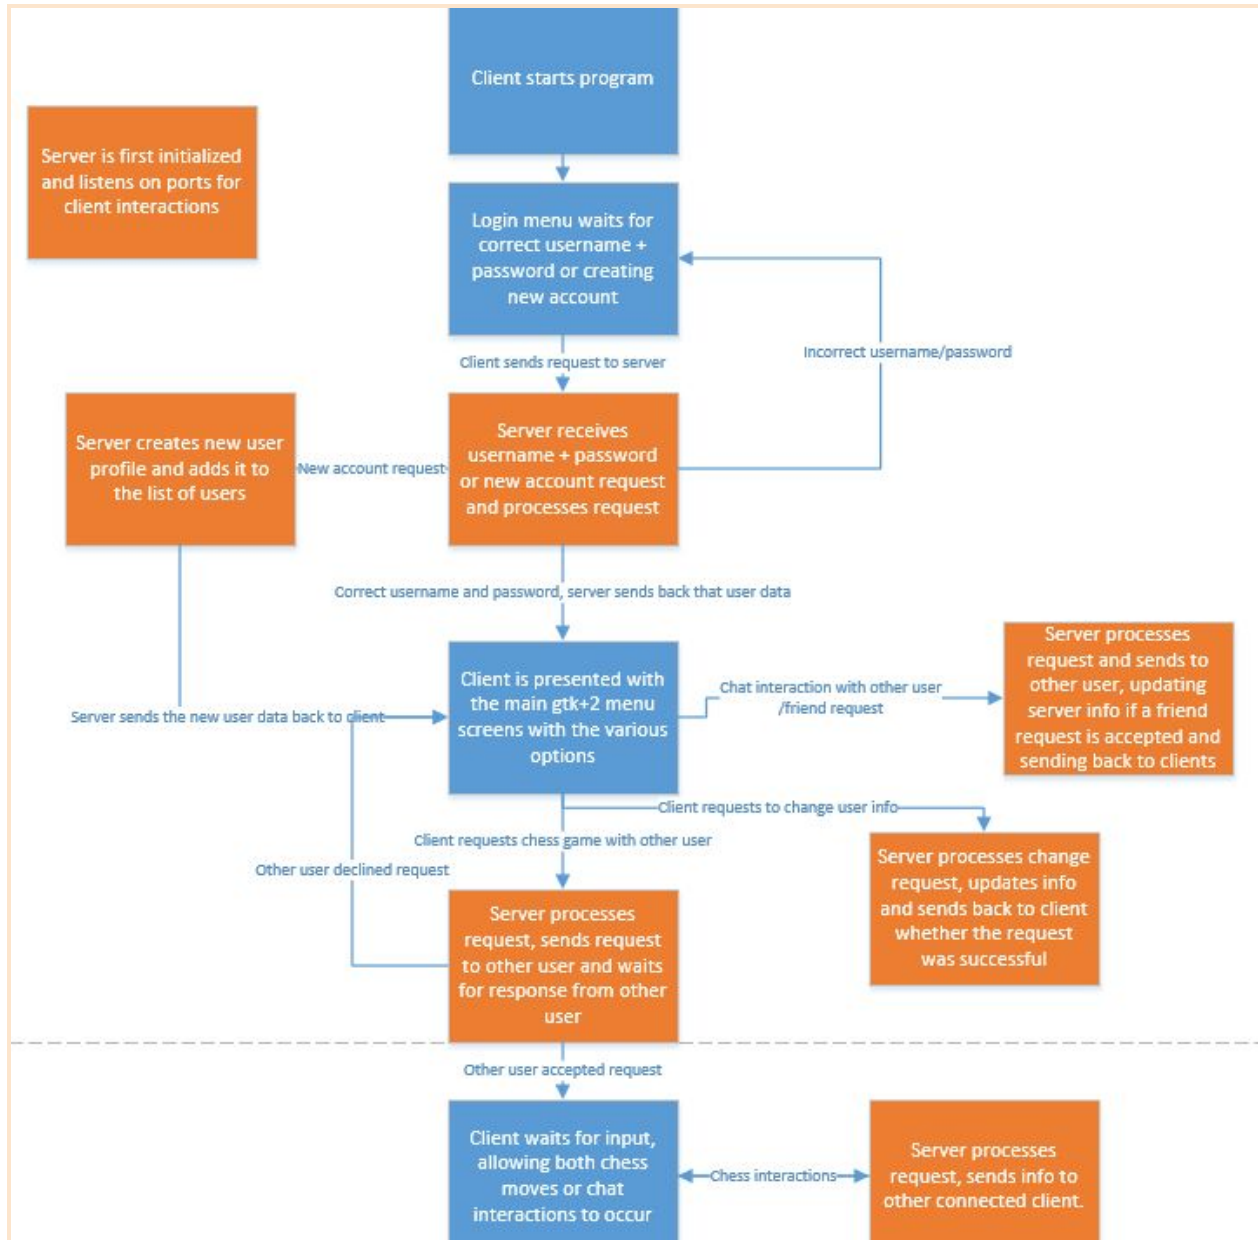 Client starts program
Server is first initialized
and listens on ports for
client interactions
Login menu waits for
correct username +
password or creating
new account
Client sends request to server
Incorrect username/password
Server creates new user
profile and adds it to
the list of users
New account request
Server receives
username + password
or new account request
and processes request
Correct username and password, server sends back that user data
Server sends the new user data back to client
Client is presented with
the main gtk+2 menu
screens with the various
options
Chat interaction with other user
/friend request
Server processes
request and sends to
other user, updating
server info if a friend
request is accepted and
sending back to clients
Client requests to change user info
Client requests chess game with other user
Other user declined request
Server processes change
request, updates info
and sends back to client
whether the request
was successful
Server processes
request, sends request
to other user and waits
for response from other
user
Other user accepted request
Client waits for input,
allowing both chess
moves or chat
interactions to occur
Chess interactions
Server processes
request, sends info to
other connected client.